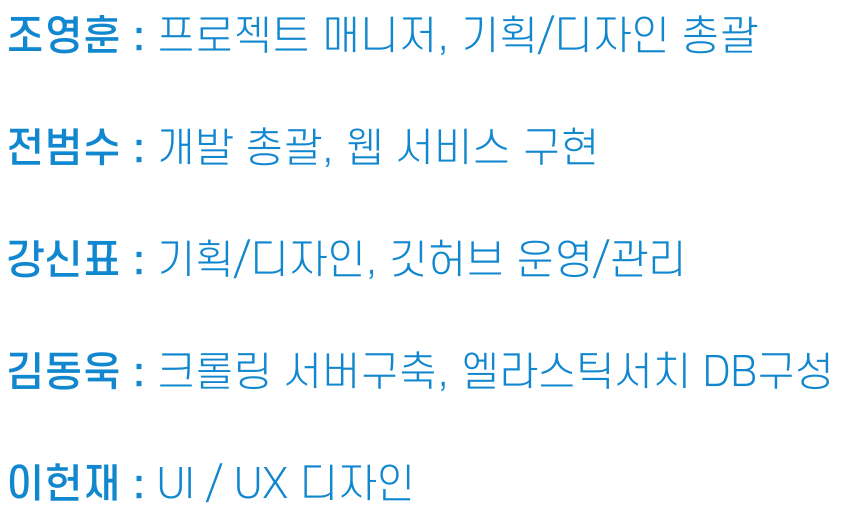 조영훈 : 프로젝트 매니저, 기획/디자인 총괄
전범수 : 개발 총괄, 웹 서비스 구현
강신표 : 기획/디자인, 깃허브 운영/관리
김동욱 : 크롤링 서버구축, 엘라스틱서치 DB구성
이헌재 : UI / UX 디자인